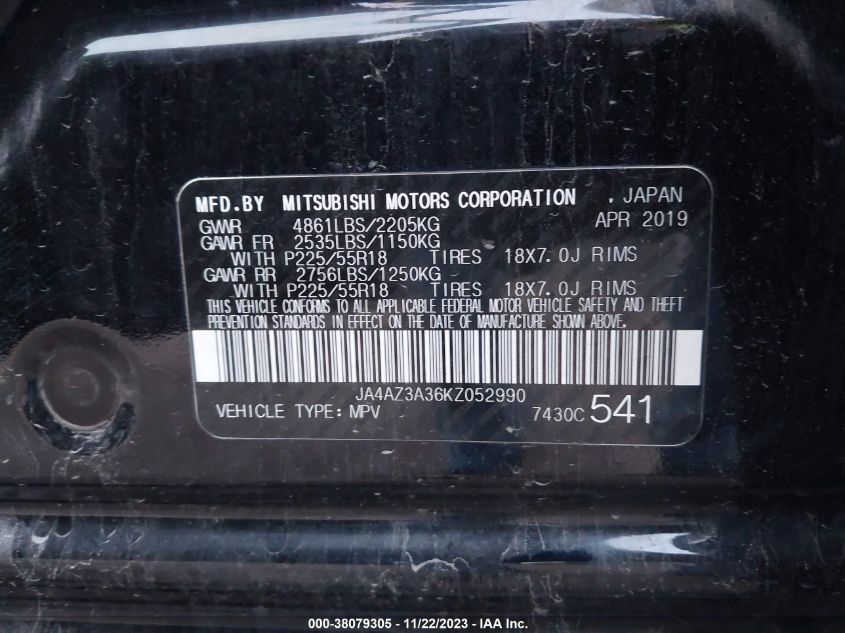 MFD.BY MITSUBISHI MOTORS CORPORATION , JAPAN
GWWR 4861LBS/2205KG APR 2019
GAWR FR 2535LBS/1150KG
WITH P225/55R18 TIRES 18X7.0J RIMS
GAWR RR 2756LBS/1250KG
WITH P225/55R18 TIRES 18X7.0J RIMS
THIS VEHICLE CONFORMS TO ALL APPLICABLE FEDERAL MOTOR VEHICLE SAFETY AND THEFT
PREVENTION STANDARDS IN EFFECT ON THE DATE OF MANUFACTURE SHOWN ABOVE.
JA4AZ3A36KZ052990
VEHICLE TYPE: MPV 7430C 541
000-38079305 - 11/22/2023 - © IAA Inc.